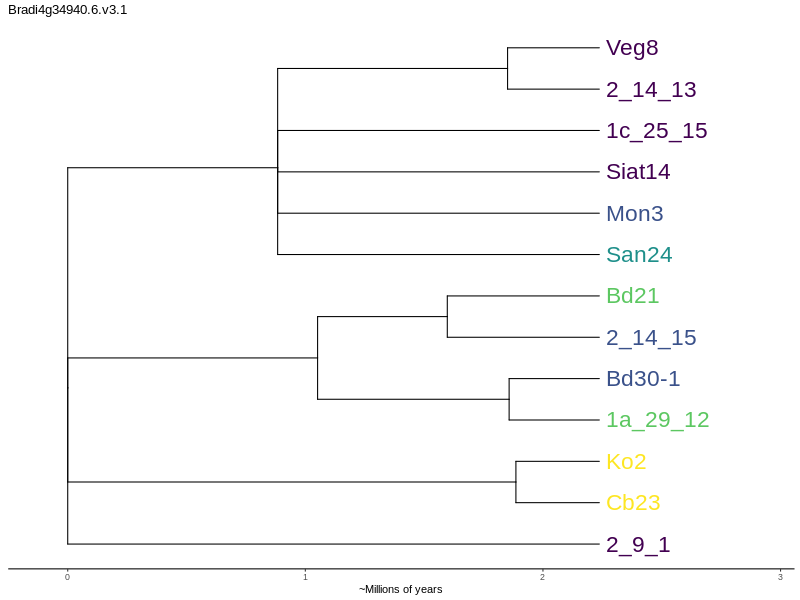 Bradi4g34940.6.v3.1
Veg8
2_14_13
1c_25_15
Siat14
Mon3
San24
Bd21
2_14_15
Bd30-1
1a_29_12
Ko2
Cb23
2_9_1
0 1 2 3
~Millions of years